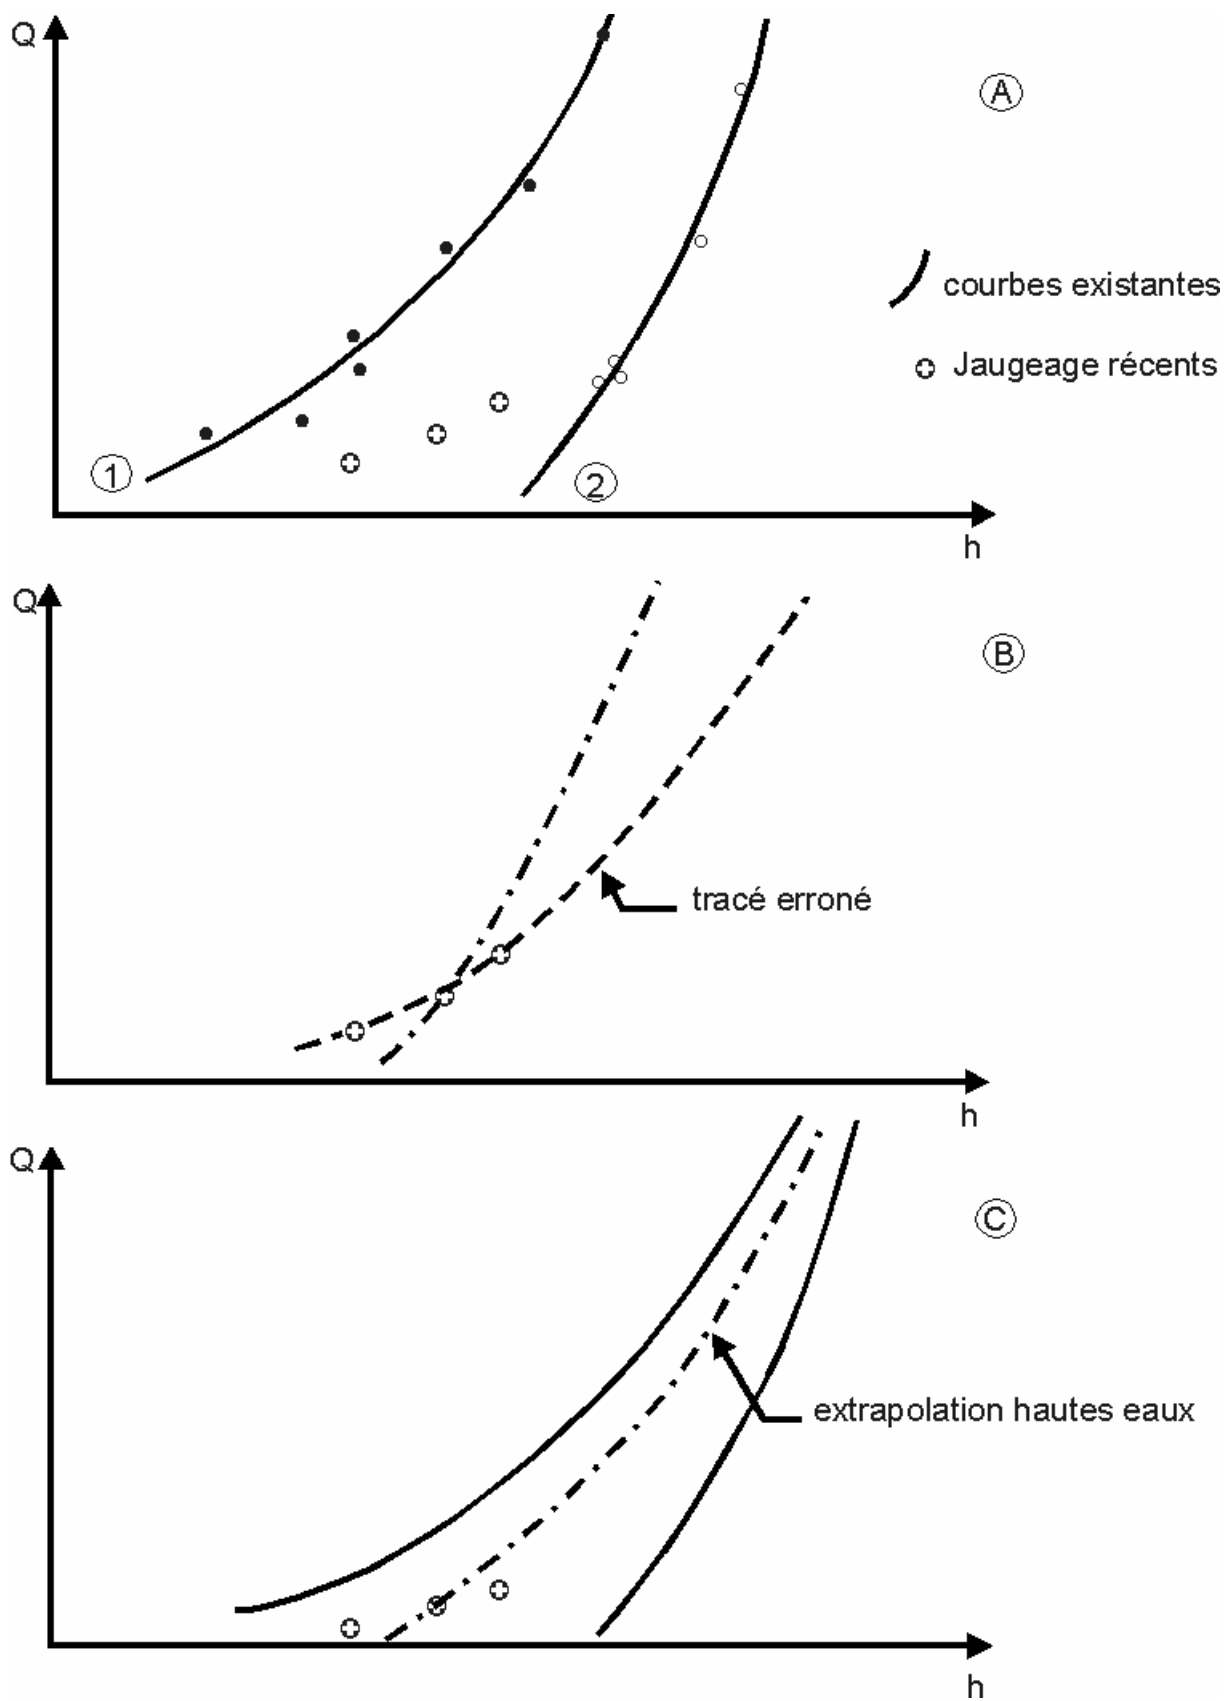 Q
A
courbes existantes
Jaugeage récents
1
2
h
Q
B
tracé erroné
h
Q
C
extrapolation hautes eaux
h